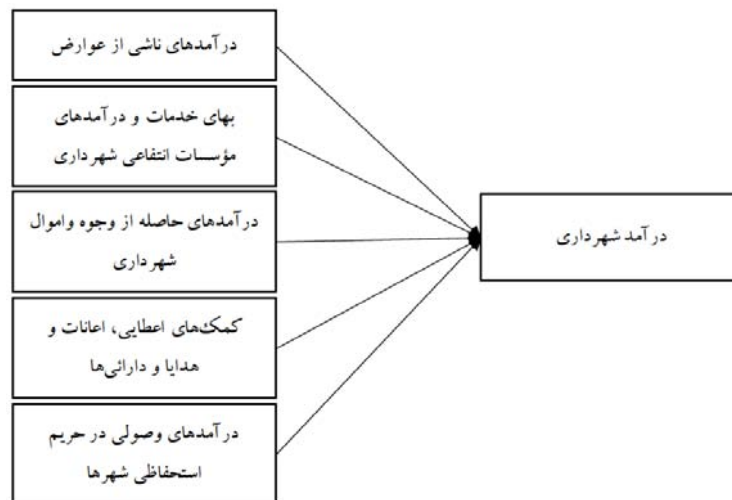 درآمدهای ناشی از عوارض
بهای خدمات و درآمدهای
مؤسسات انتفاعی شهرداری
درآمدهای حاصله از وجوه واموال
شهرداری
کمک‌های اعطایی، اعانات و
هدایا و دارائی‌ها
درآمدهای وصولی در حریم
استحفاظی شهرها
درآمد شهرداری